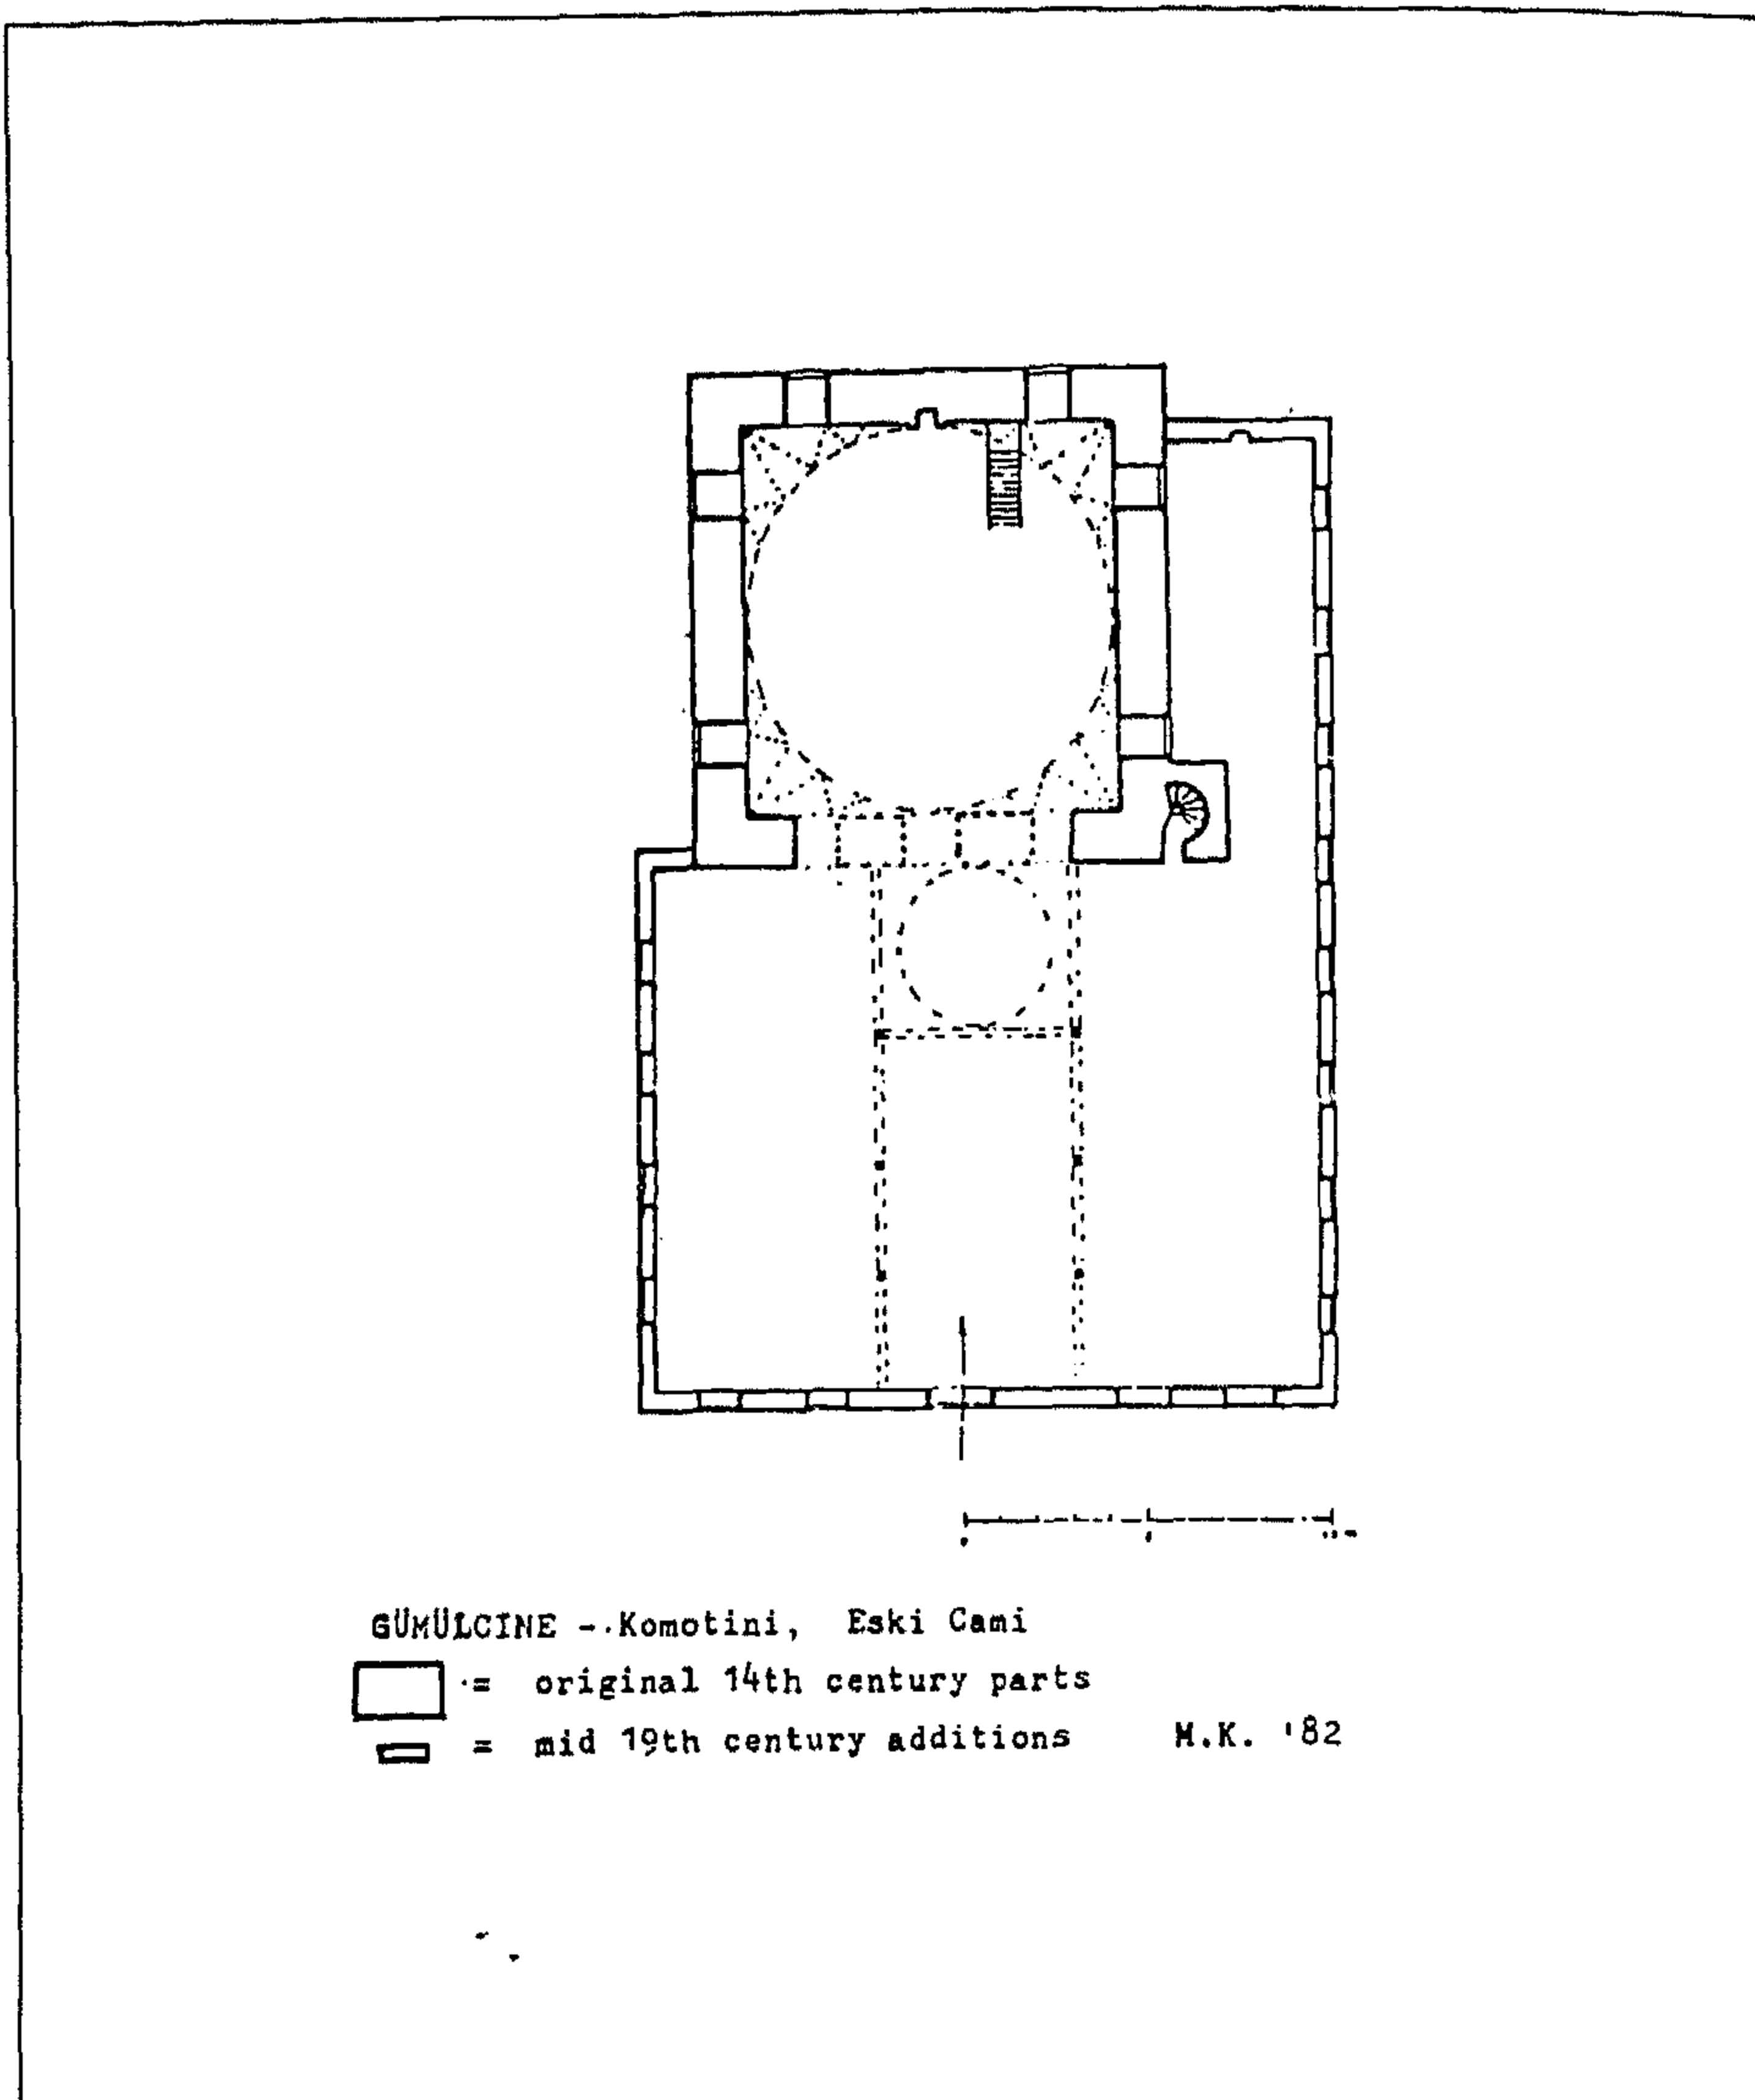 GÜMÜLCINE - Komotini, Eski Cami
= original 14th century parts
= mid 19th century additions M.K. '82